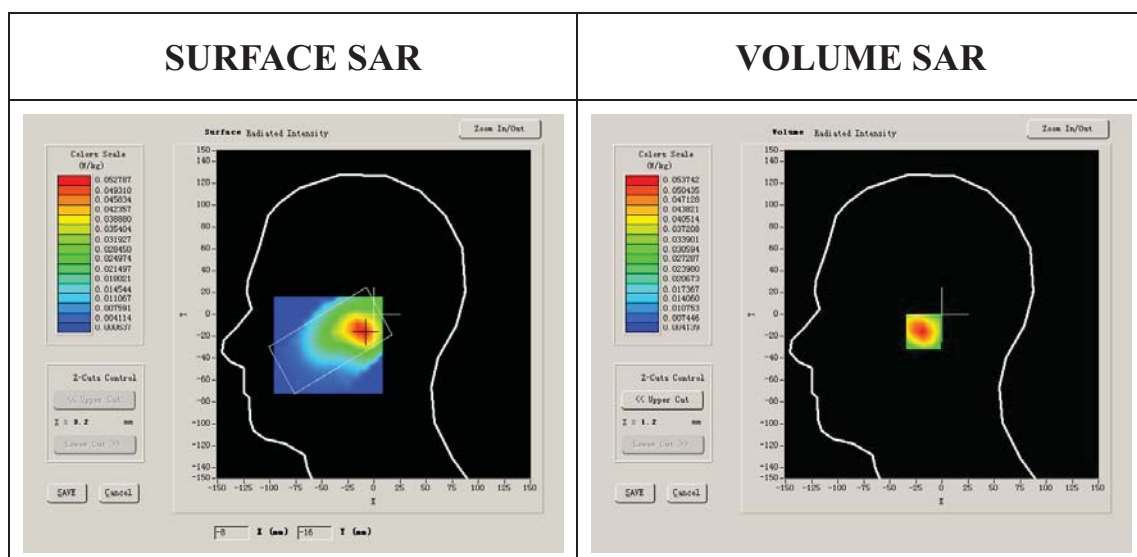 SURFACE SAR
VOLUME SAR
Surface Radiated Intensity
Zoom In/Out
Colors Scale
(W/kg)
0.052787
0.049310
0.045834
0.042357
0.038880
0.035404
0.031927
0.028450
0.024974
0.021497
0.018021
0.014544
0.011067
0.007591
0.004114
0.000637
150
140
120
100
80
60
40
20
0
-20
-40
-60
-80
-100
-120
-140
-150
Y
-150 -125 -100 -75 -50 -25 0 25 50 75 100 125 150
X
Z-Cuts Control
<< Upper Cut
mm
Lower Cut >>
SAVE Cancel
-8 X (mm) -16 Y (mm)
Volume Radiated Intensity
Zoom In/Out
Colors Scale
(W/kg)
0.053742
0.050435
0.047128
0.043821
0.040514
0.037208
0.033901
0.030594
0.027287
0.023980
0.020673
0.017367
0.014060
0.010753
0.007446
0.004139
150
140
120
100
80
60
40
20
0
-20
-40
-60
-80
-100
-120
-140
-150
Y
-150 -125 -100 -75 -50 -25 0 25 50 75 100 125 150
X
Z-Cuts Control
<< Upper Cut
mm
Lower Cut >>
SAVE Cancel